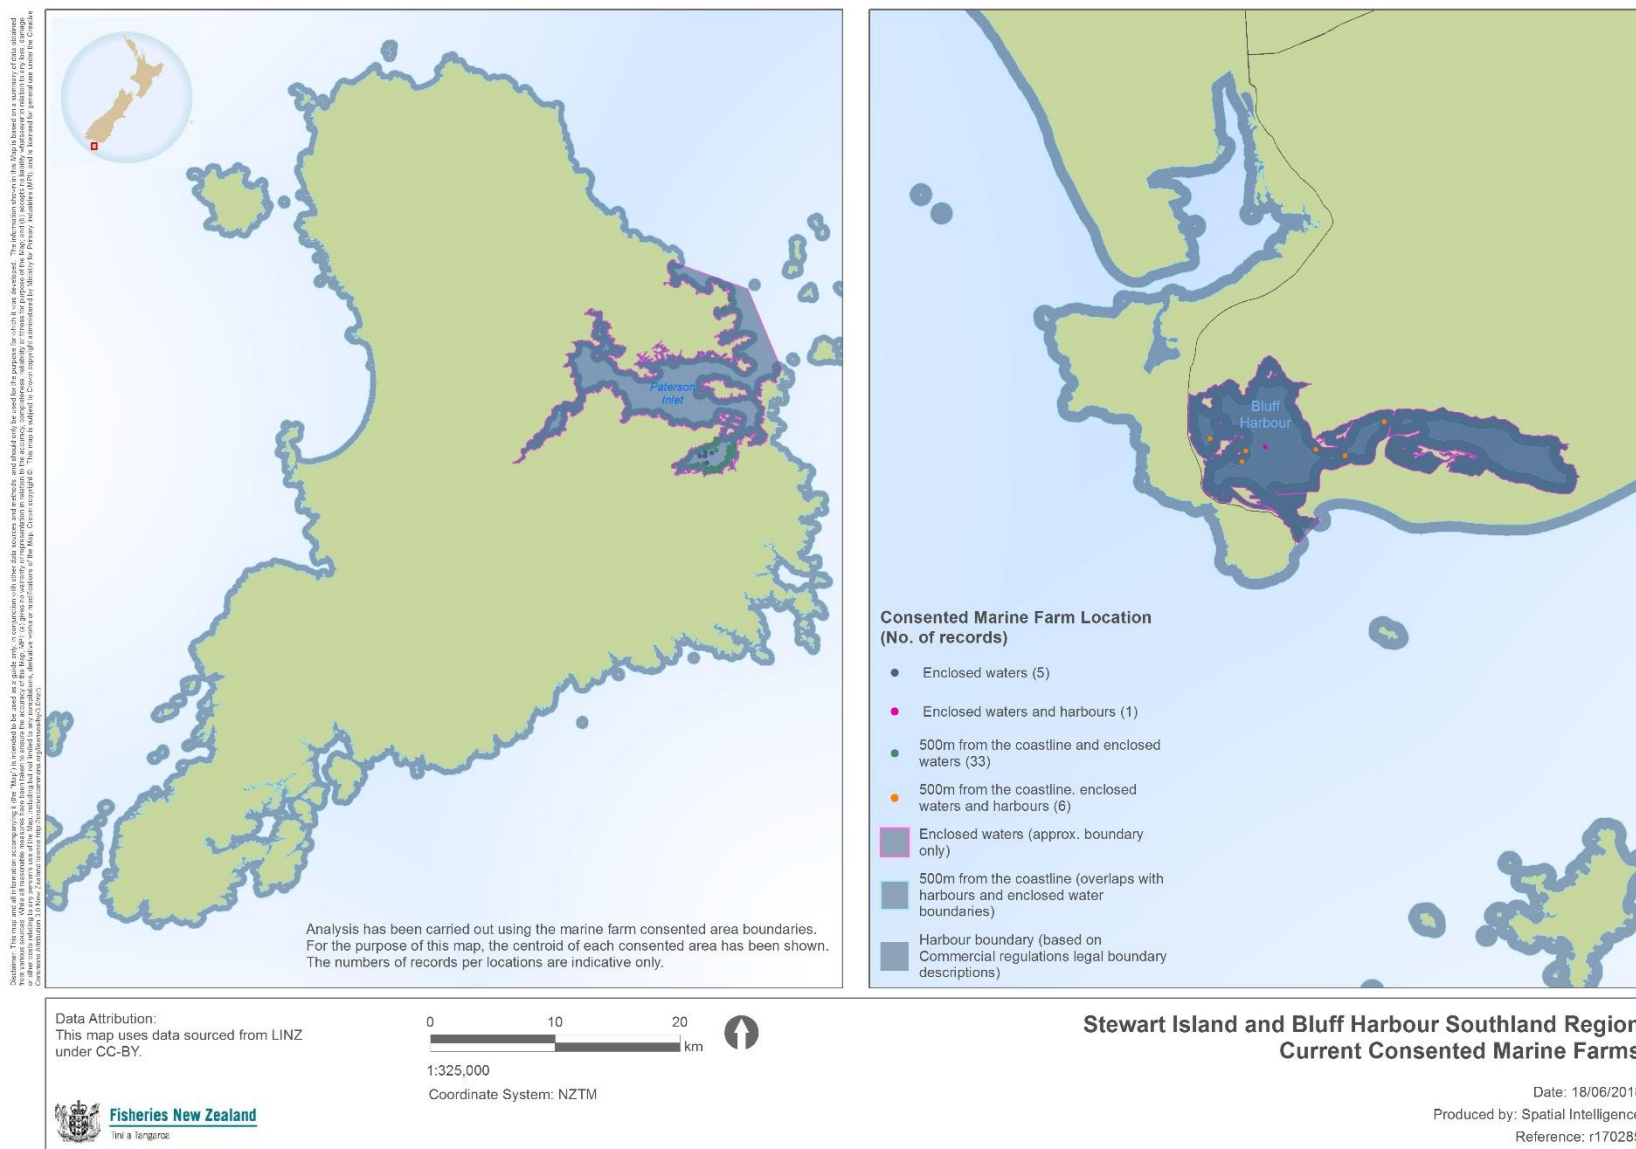 Paterson
Inlet
Analysis has been carried out using the marine farm consented area boundaries.
For the purpose of this map, the centroid of each consented area has been shown.
The numbers of records per locations are indicative only.
Bluff
Harbour
Consented Marine Farm Location
(No. of records)
Enclosed waters (5)
Enclosed waters and harbours (1)
500m from the coastline and enclosed
waters (33)
500m from the coastline. enclosed
waters and harbours (6)
Enclosed waters (approx. boundary
only)
500m from the coastline (overlaps with
harbours and enclosed water
boundaries)
Harbour boundary (based on
Commercial regulations legal boundary
descriptions)
Data Attribution:
This map uses data sourced from LINZ
under CC-BY.
Fisheries New Zealand
Tini a Tangaroa
0 10 20
km
1:325,000
Coordinate System: NZTM
Stewart Island and Bluff Harbour Southland Region
Current Consented Marine Farms
Date: 18/06/2018
Produced by: Spatial Intelligence
Reference: r170285